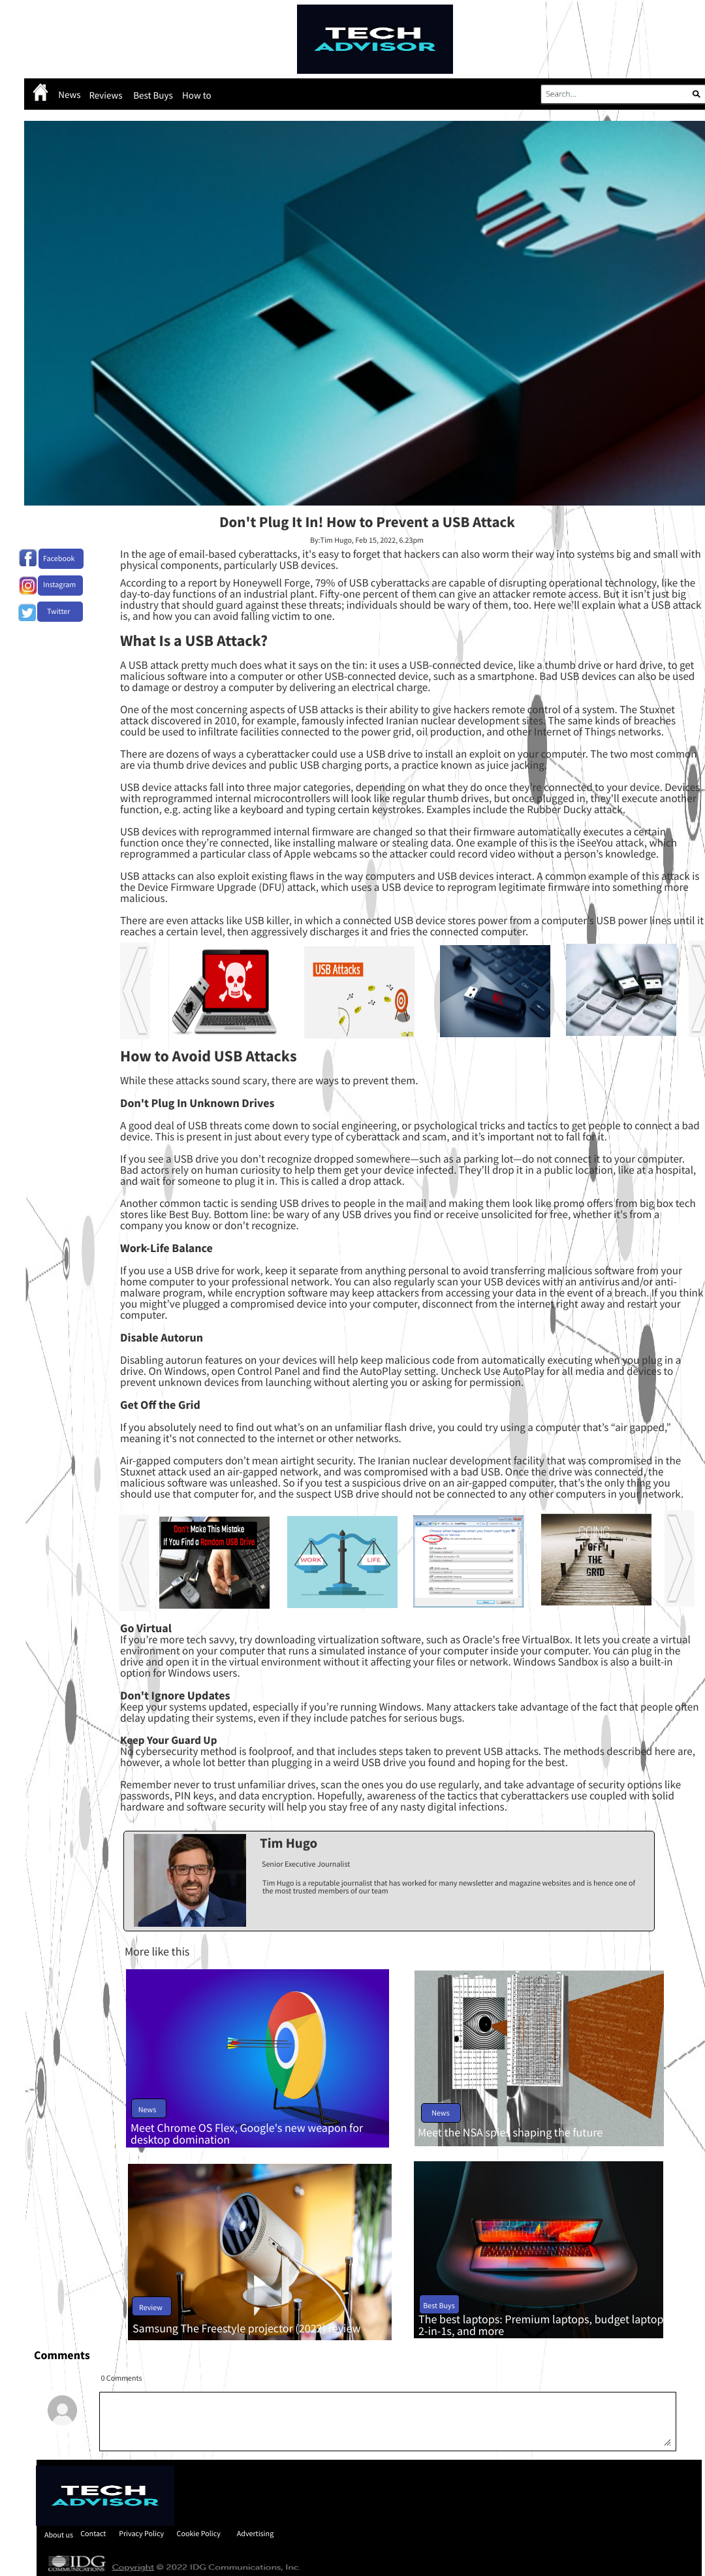 TECH
ADVISOR
News
Reviews
Best Buys
How to
Search...
Don't Plug It In! How to Prevent a USB Attack
By:Tim Hugo, Feb 15, 2022, 6.23pm
Facebook
Instagram
Twitter
In the age of email-based cyberattacks, it's easy to forget that hackers can also worm their way into systems big and small with
physical components, particularly USB devices.
According to a report by Honeywell Forge, 79% of USB cyberattacks are capable of disrupting operational technology, like the
day-to-day functions of an industrial plant. Fifty-one percent of them can give an attacker remote access. But it isn't just big
industry that should guard against these threats; individuals should be wary of them, too. Here we'll explain what a USB attack
is, and how you can avoid falling victim to one.
What Is a USB Attack?
A USB attack pretty much does what it says on the tin: it uses a USB-connected device, like a thumb drive or hard drive, to get
malicious software into a computer or other USB-connected device, such as a smartphone. Bad USB devices can also be used
to damage or destroy a computer by delivering an electrical charge.
One of the most concerning aspects of USB attacks is their ability to give hackers remote control of a system. The Stuxnet
attack discovered in 2010, for example, famously infected Iranian nuclear development sites. The same kinds of breaches
could be used to infiltrate facilities connected to the power grid, oil production, and other Internet of Things networks.
There are dozens of ways a cyberattacker could use a USB drive to install an exploit on your computer. The two most common
are via thumb drive devices and public USB charging ports, a practice known as juice jacking.
USB device attacks fall into three major categories, depending on what they do once they're connected to your device. Devices
with reprogrammed internal microcontrollers will look like regular thumb drives, but once plugged in, they'll execute another
function, e.g. acting like a keyboard and typing certain keystrokes. Examples include the Rubber Ducky attack.
USB devices with reprogrammed internal firmware are changed so that their firmware automatically executes a certain
function once they're connected, like installing malware or stealing data. One example of this is the iSeeYou attack, which
reprogrammed a particular class of Apple webcams so the attacker could record video without a person's knowledge.
USB attacks can also exploit existing flaws in the way computers and USB devices interact. A common example of this attack is
the Device Firmware Upgrade (DFU) attack, which uses a USB device to reprogram legitimate firmware into something more
malicious.
There are even attacks like USB killer, in which a connected USB device stores power from a computer's USB power lines until it
reaches a certain level, then aggressively discharges it and fries the connected computer.
USB Attacks
How to Avoid USB Attacks
While these attacks sound scary, there are ways to prevent them.
Don't Plug In Unknown Drives
A good deal of USB threats come down to social engineering, or psychological tricks and tactics to get people to connect a bad
device. This is present in just about every type of cyberattack and scam, and it's important not to fall for it.
If you see a USB drive you don't recognize dropped somewhere—such as a parking lot—do not connect it to your computer.
Bad actors rely on human curiosity to help them get your device infected. They'll drop it in a public location, like at a hospital,
and wait for someone to plug it in. This is called a drop attack.
Another common tactic is sending USB drives to people in the mail and making them look like promo offers from big box tech
stores like Best Buy. Bottom line: be wary of any USB drives you find or receive unsolicited for free, whether it's from a
company you know or don't recognize.
Work-Life Balance
If you use a USB drive for work, keep it separate from anything personal to avoid transferring malicious software from your
home computer to your professional network. You can also regularly scan your USB devices with an antivirus and/or anti-
malware program, while encryption software may keep attackers from accessing your data in the event of a breach. If you think
you might've plugged a compromised device into your computer, disconnect from the internet right away and restart your
computer.
Disable Autorun
Disabling autorun features on your devices will help keep malicious code from automatically executing when you plug in a
drive. On Windows, open Control Panel and find the AutoPlay setting. Uncheck Use AutoPlay for all media and devices to
prevent unknown devices from launching without alerting you or asking for permission.
Get Off the Grid
If you absolutely need to find out what's on an unfamiliar flash drive, you could try using a computer that's “air gapped,”
meaning it's not connected to the internet or other networks.
Air-gapped computers don't mean airtight security. The Iranian nuclear development facility that was compromised in the
Stuxnet attack used an air-gapped network, and was compromised with a bad USB. Once the drive was connected, the
malicious software was unleashed. So if you test a suspicious drive on an air-gapped computer, that's the only thing you
should use that computer for, and the suspect USB drive should not be connected to any other computers in your network.
Don't Make This Mistake
If You Find a Random USB Drive
WORK
LIFE
GOING
OFF
THE
GRID
Go Virtual
If you're more tech savvy, try downloading virtualization software, such as Oracle's free VirtualBox. It lets you create a virtual
environment on your computer that runs a simulated instance of your computer inside your computer. You can plug in the
drive and open it in the virtual environment without it affecting your files or network. Windows Sandbox is also a built-in
option for Windows users.
Don't Ignore Updates
Keep your systems updated, especially if you're running Windows. Many attackers take advantage of the fact that people often
delay updating their systems, even if they include patches for serious bugs.
Keep Your Guard Up
No cybersecurity method is foolproof, and that includes steps taken to prevent USB attacks. The methods described here are,
however, a whole lot better than plugging in a weird USB drive you found and hoping for the best.
Remember never to trust unfamiliar drives, scan the ones you do use regularly, and take advantage of security options like
passwords, PIN keys, and data encryption. Hopefully, awareness of the tactics that cyberattackers use coupled with solid
hardware and software security will help you stay free of any nasty digital infections.
Tim Hugo
Senior Executive Journalist
Tim Hugo is a reputable journalist that has worked for many newsletter and magazine websites and is hence one of
the most trusted members of our team
More like this
News
Meet Chrome OS Flex, Google's new weapon for
desktop domination
News
Meet the NSA spies shaping the future
Review
Samsung The Freestyle projector (2022) review
Best Buys
The best laptops: Premium laptops, budget laptop
2-in-1s, and more
Comments
0 Comments
TECH
ADVISOR
About us
Contact
Privacy Policy
Cookie Policy
Advertising
IDG
COMMUNICATIONS
Copyright © 2022 IDG Communications, Inc.